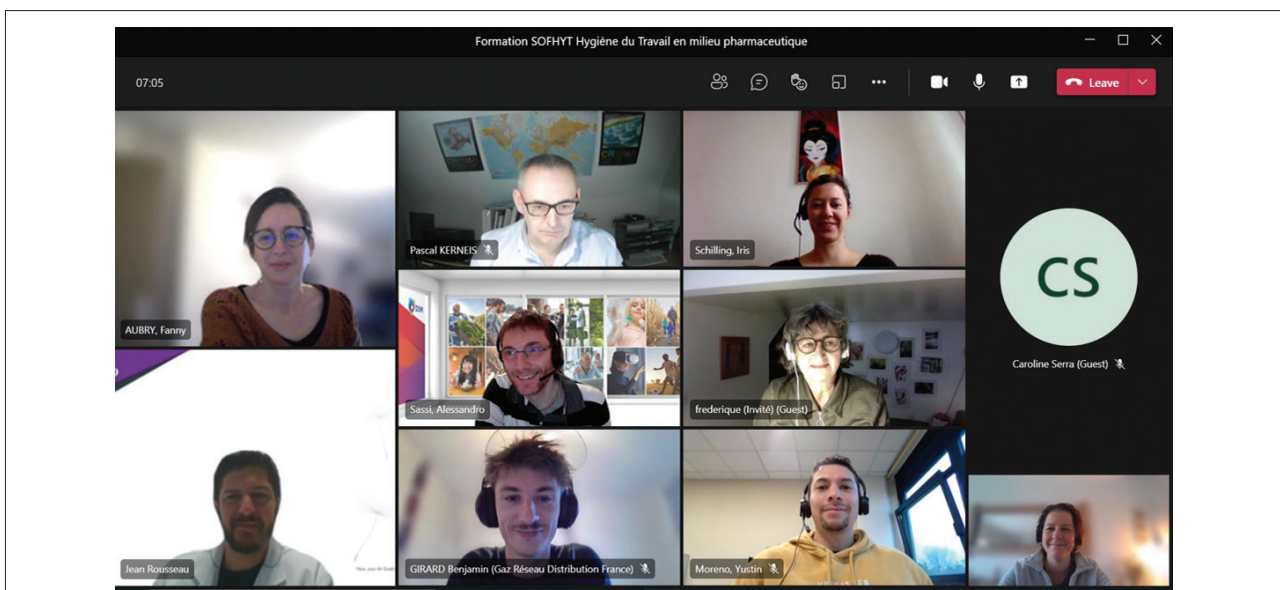 Formation SOFHYT Hygiène du Travail en milieu pharmaceutique
07:05
Leave
AUBRY, Fanny
Pascal KERNEIS
Schilling, Iris
CS
Caroline Serra (Guest)
Sassi, Alessandro
frederique (Invité) (Guest)
Jean Rousseau
GIRARD Benjamin (Gaz Réseau Distribution France)
Moreno, Yustin